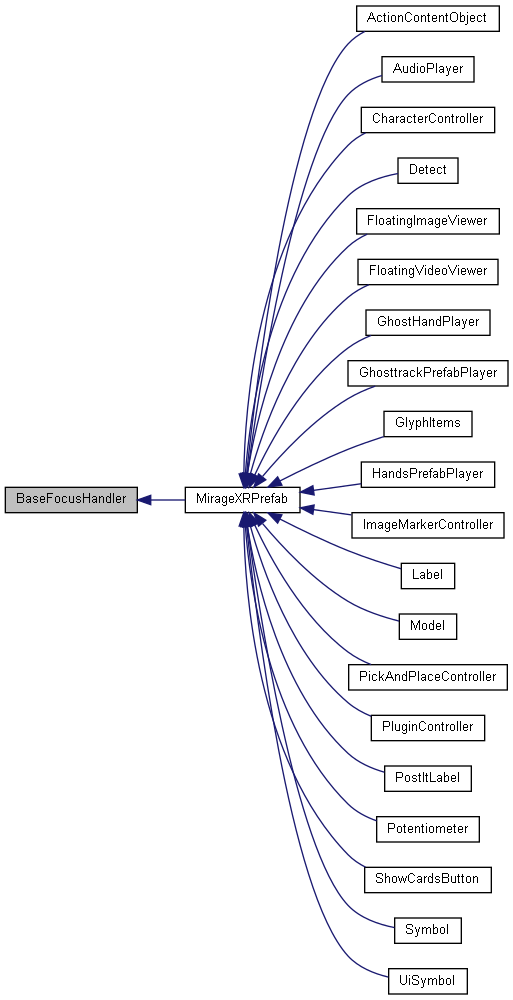 ActionContentObject
AudioPlayer
CharacterController
Detect
FloatingImageViewer
FloatingVideoViewer
GhostHandPlayer
GhosttrackPrefabPlayer
GlyphItems
HandsPrefabPlayer
BaseFocusHandler
MirageXRPrefab
ImageMarkerController
Label
Model
PickAndPlaceController
PluginController
PostItLabel
Potentiometer
ShowCardsButton
Symbol
UiSymbol